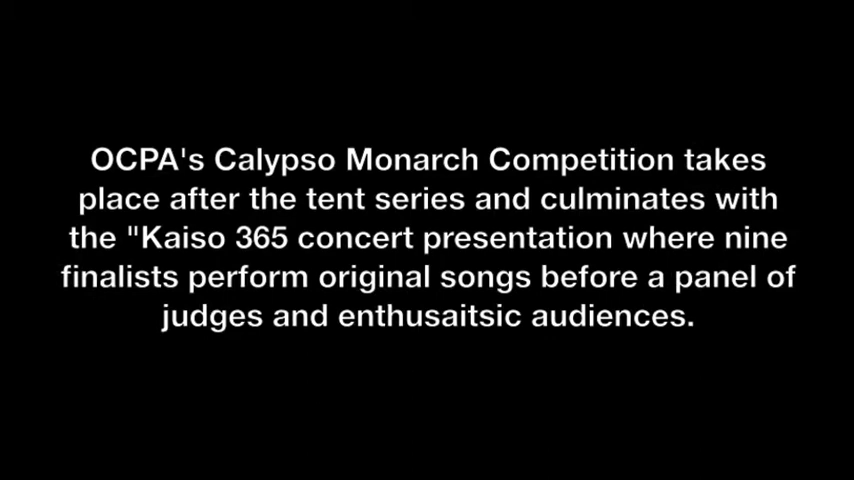 OCPA's Calypso Monarch Competition takes
place after the tent series and culminates with
the "Kaiso 365 concert presentation where nine
finalists perform original songs before a panel of
judges and enthusaitsic audiences.